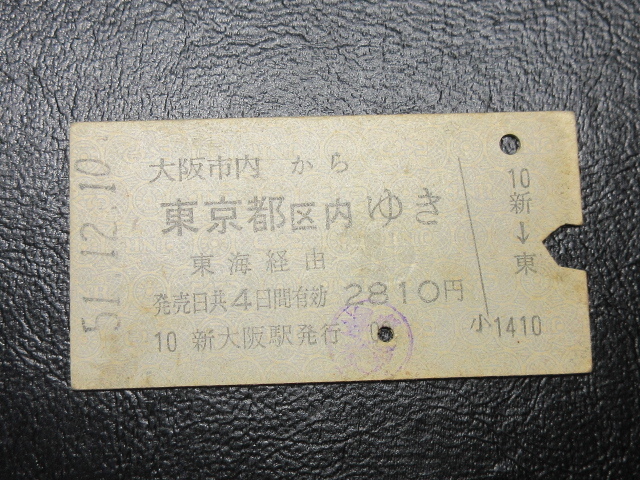 51.12.10
大阪市内 から
東京都区内ゆき
東海経由
発売日共4日間有効 2810円
10 新大阪駅発行
10
新
↓
東
小1410